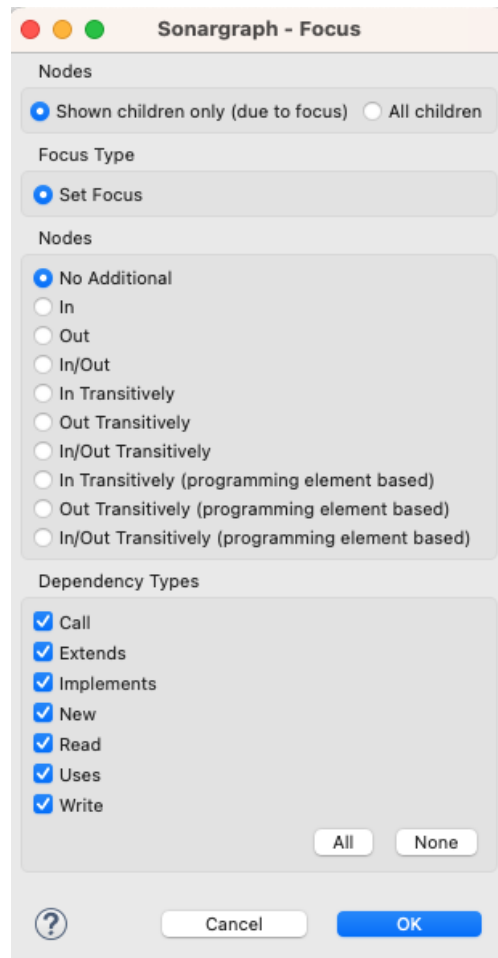 Sonargraph - Focus
Nodes
Shown children only (due to focus) All children
Focus Type
Set Focus
Nodes
No Additional
In
Out
In/Out
In Transitively
Out Transitively
In/Out Transitively
In Transitively (programming element based)
Out Transitively (programming element based)
In/Out Transitively (programming element based)
Dependency Types
Call
Extends
Implements
New
Read
Uses
Write
All None
? Cancel OK